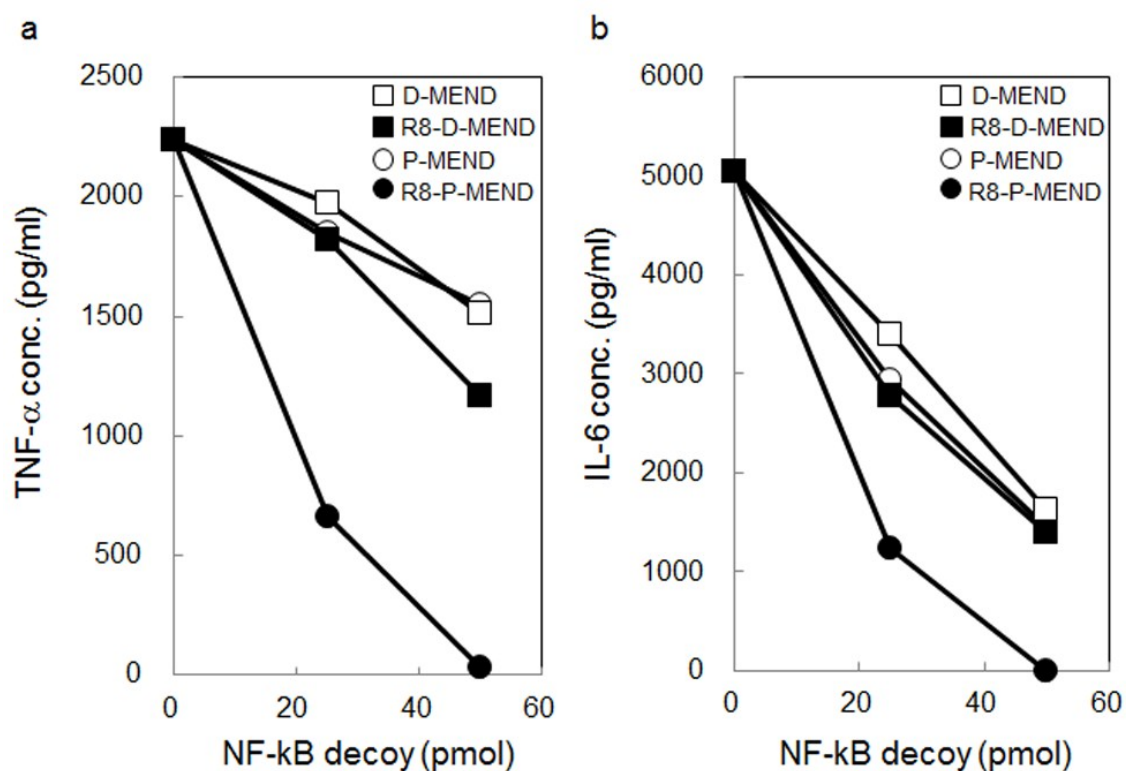 a
2500
2000
1500
1000
500
0
0 20 40 60
TNF-α conc. (pg/ml)
NF-kB decoy (pmol)
D-MEND
R8-D-MEND
P-MEND
R8-P-MEND
b
6000
5000
4000
3000
2000
1000
0
0 20 40 60
IL-6 conc. (pg/ml)
NF-kB decoy (pmol)
D-MEND
R8-D-MEND
P-MEND
R8-P-MEND